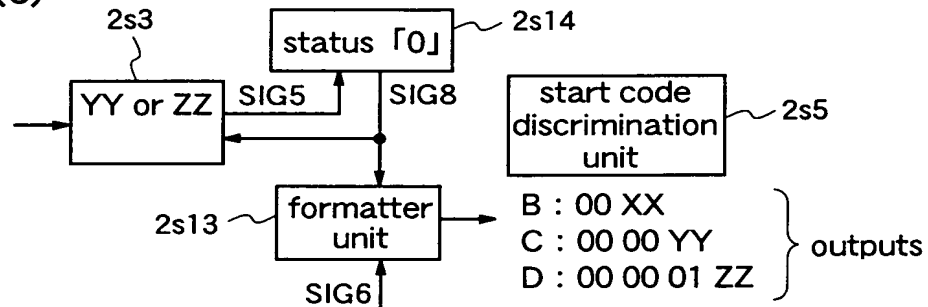 2s3
2s14
status「0」
YY or ZZ
SIG5
SIG8
start code
discrimination
unit
2s5
2s13
formatter
unit
B : 00 XX
C : 00 00 YY
D : 00 00 01 ZZ
outputs
SIG6